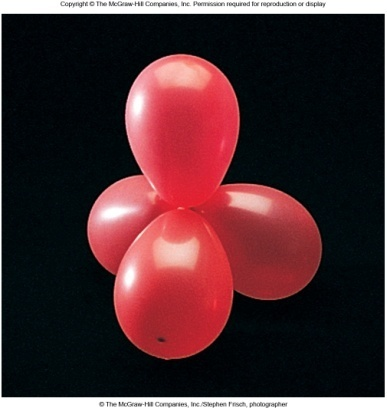 Copyright © The McGraw-Hill Companies, Inc. Permission required for reproduction or display
© The McGraw-Hill Companies, Inc./Stephen Frisch, photographer